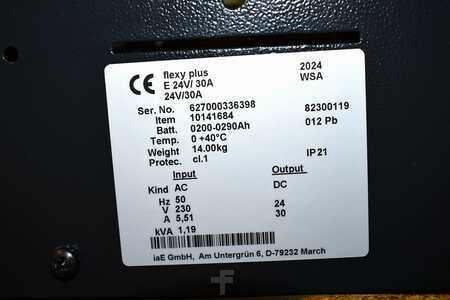 CE flexy plus 2024
E 24V/ 30A WSA
24V/30A
Ser. No. 627000336398 82300119
Item 10141684
Batt. 0200-0290Ah 012 Pb
Temp. 0 +40°C
Weight 14.00kg
Protec. cl.1 IP21
Input Output
Kind AC DC
Hz 50
V 230 24
A 5,51 30
kVA 1,19
iaE GmbH, Am Untergrün 6, D-79232 March